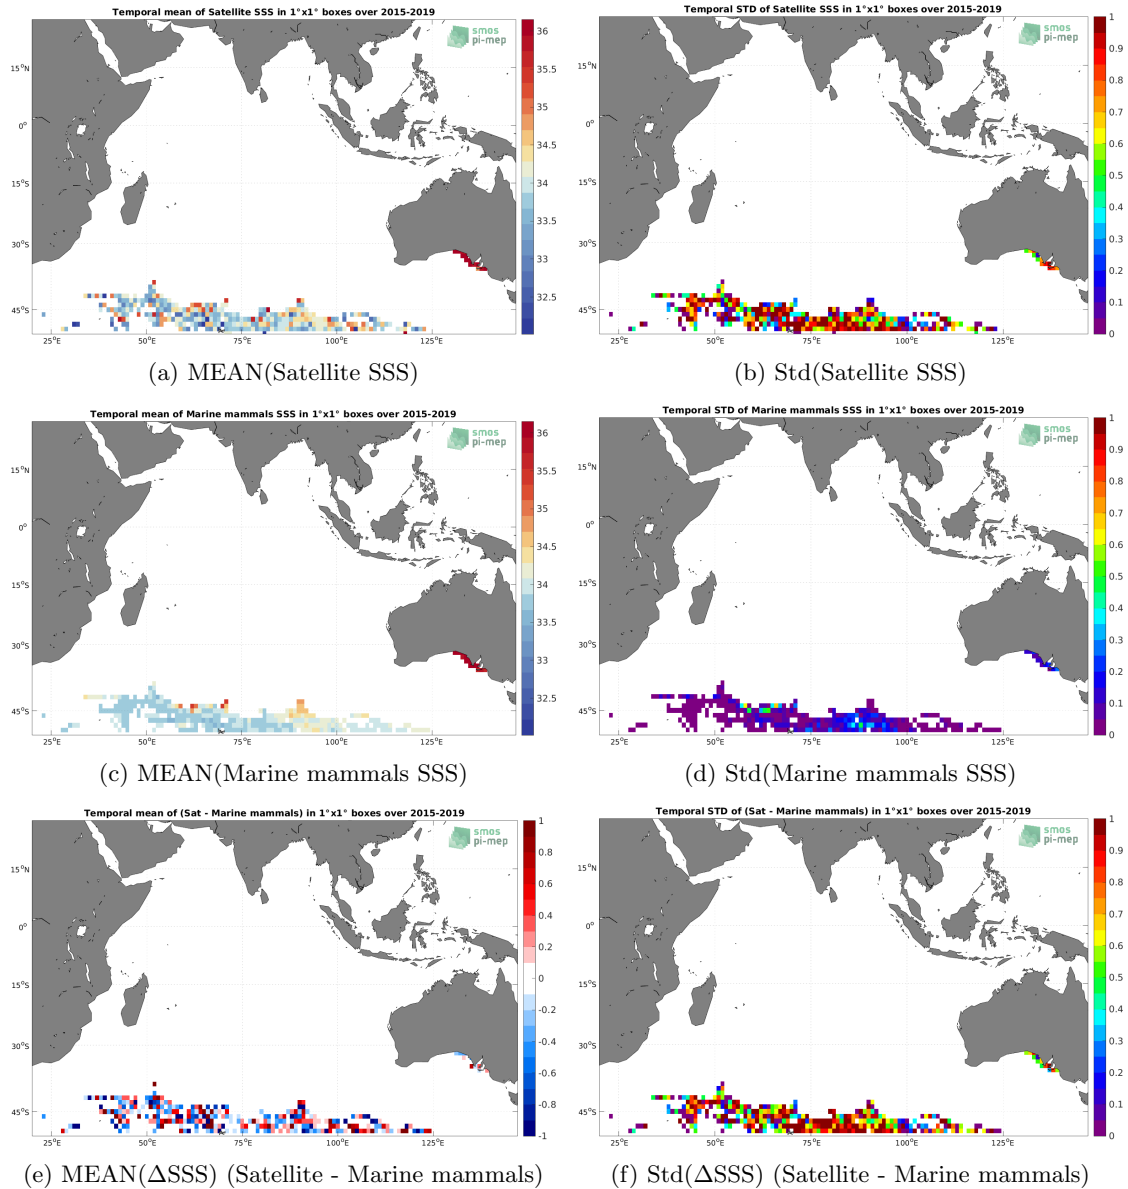 Temporal mean of Satellite SSS in 1°x1° boxes over 2015-2019
smos
pi-mep
15°N
0°
15°S
30°S
45°S
25°E
50°E
75°E
100°E
125°E
36
35.5
35
34.5
34
33.5
33
32.5
(a) MEAN(Satellite SSS)
Temporal STD of Satellite SSS in 1°x1° boxes over 2015-2019
smos
pi-mep
15°N
0°
15°S
30°S
45°S
25°E
50°E
75°E
100°E
125°E
1
0.9
0.8
0.7
0.6
0.5
0.4
0.3
0.2
0.1
0
(b) Std(Satellite SSS)
Temporal mean of Marine mammals SSS in 1°x1° boxes over 2015-2019
smos
pi-mep
15°N
0°
15°S
30°S
45°S
25°E
50°E
75°E
100°E
125°E
36
35.5
35
34.5
34
33.5
33
32.5
(c) MEAN(Marine mammals SSS)
Temporal STD of Marine mammals SSS in 1°x1° boxes over 2015-2019
smos
pi-mep
15°N
0°
15°S
30°S
45°S
25°E
50°E
75°E
100°E
125°E
1
0.9
0.8
0.7
0.6
0.5
0.4
0.3
0.2
0.1
0
(d) Std(Marine mammals SSS)
Temporal mean of (Sat - Marine mammals) in 1°x1° boxes over 2015-2019
smos
pi-mep
15°N
0°
15°S
30°S
45°S
25°E
50°E
75°E
100°E
125°E
1
0.8
0.6
0.4
0.2
0
-0.2
-0.4
-0.6
-0.8
-1
(e) MEAN(ΔSSS) (Satellite - Marine mammals)
Temporal STD of (Sat - Marine mammals) in 1°x1° boxes over 2015-2019
smos
pi-mep
15°N
0°
15°S
30°S
45°S
25°E
50°E
75°E
100°E
125°E
1
0.9
0.8
0.7
0.6
0.5
0.4
0.3
0.2
0.1
0
(f) Std(ΔSSS) (Satellite - Marine mammals)